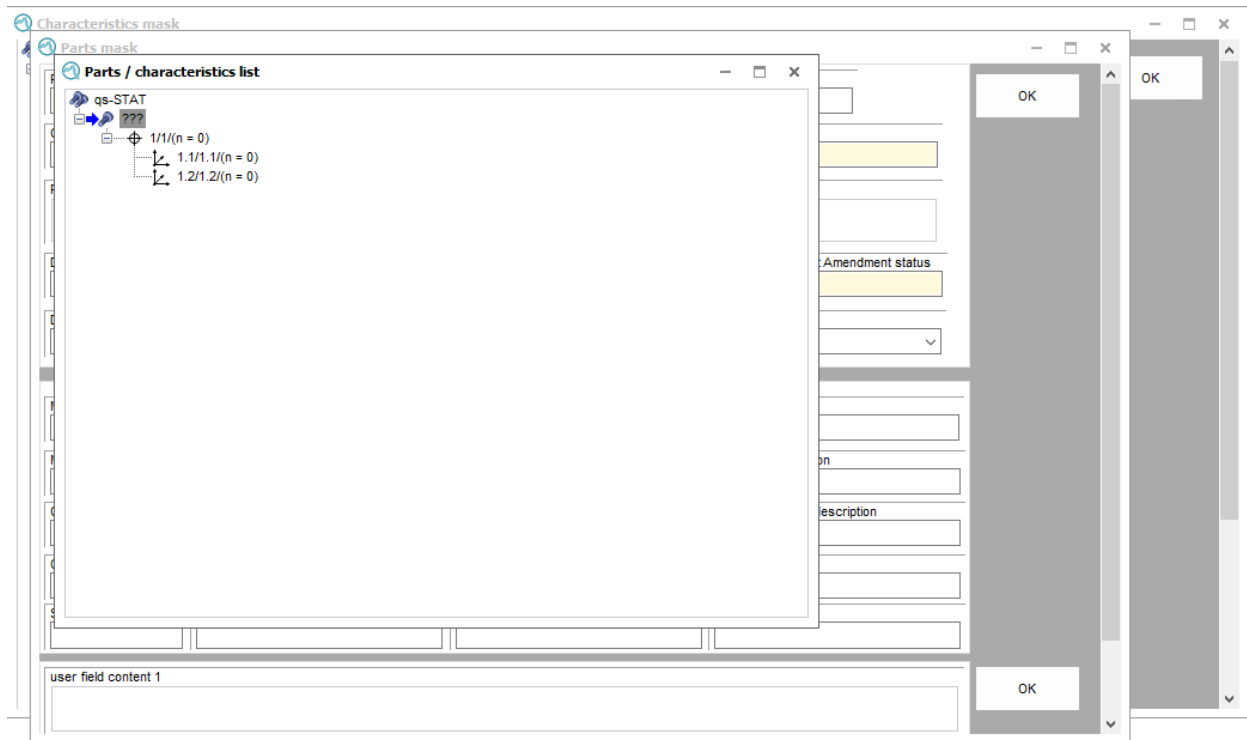 Characteristics mask
Parts mask
Parts / characteristics list
OK
OK
qs-STAT
???
1/1/(n = 0)
1.1/1.1/(n = 0)
1.2/1.2/(n = 0)
Amendment status
description
user field content 1
OK